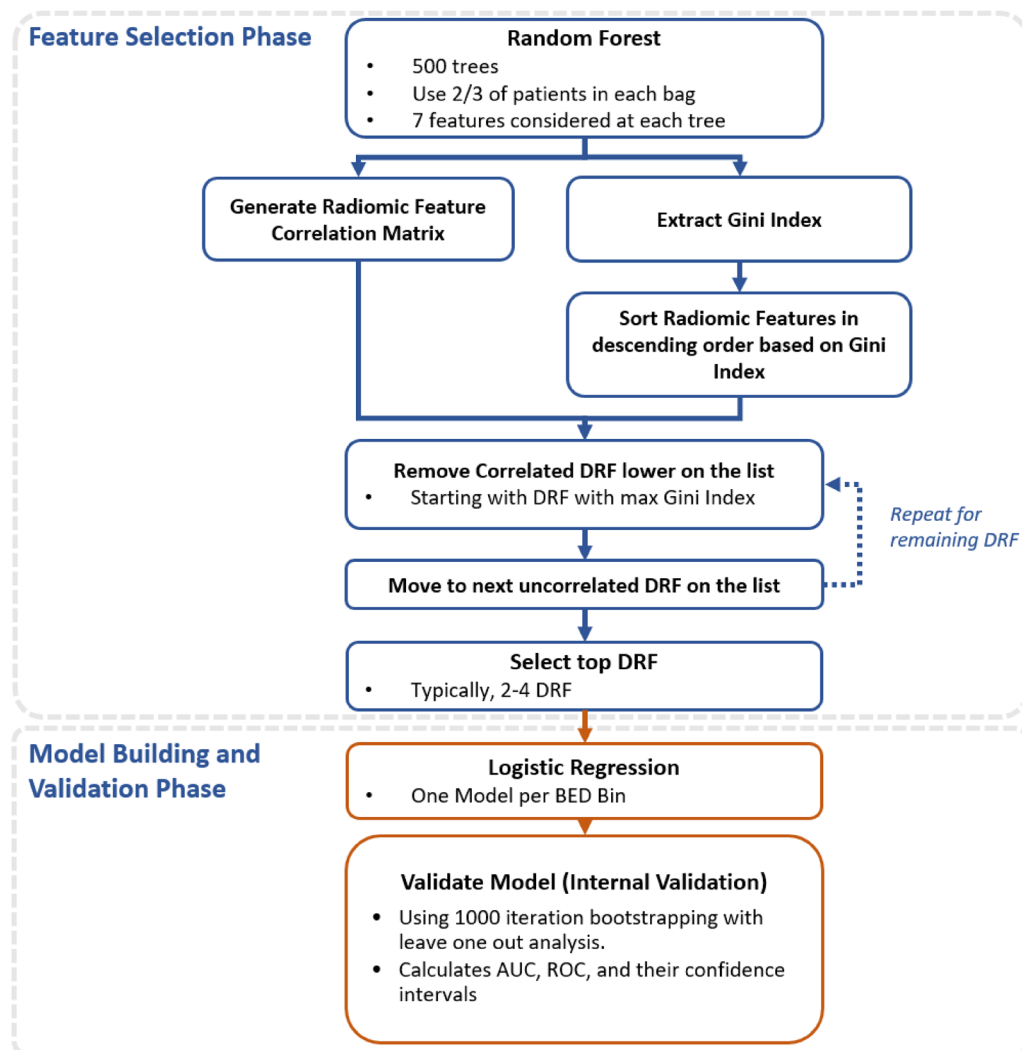 Feature Selection Phase
Random Forest
• 500 trees
• Use 2/3 of patients in each bag
• 7 features considered at each tree
Generate Radiomic Feature
Correlation Matrix
Extract Gini Index
Sort Radiomic Features in
descending order based on Gini
Index
Remove Correlated DRF lower on the list
• Starting with DRF with max Gini Index
Repeat for
remaining DRF
Move to next uncorrelated DRF on the list
Select top DRF
• Typically, 2-4 DRF
Model Building and
Validation Phase
Logistic Regression
• One Model per BED Bin
Validate Model (Internal Validation)
• Using 1000 iteration bootstrapping with
leave one out analysis.
• Calculates AUC, ROC, and their confidence
intervals